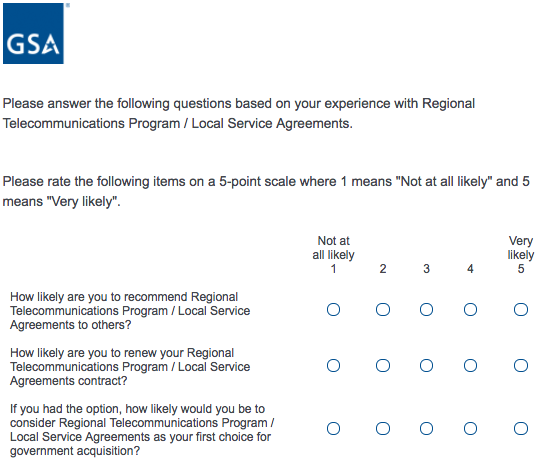 GSA
Please answer the following questions based on your experience with Regional
Telecommunications Program / Local Service Agreements.
Please rate the following items on a 5-point scale where 1 means "Not at all likely" and 5
means "Very likely".
Not at
all likely
1
2
3
4
Very
likely
5
How likely are you to recommend Regional
Telecommunications Program / Local Service
Agreements to others?
How likely are you to renew your Regional
Telecommunications Program / Local Service
Agreements contract?
If you had the option, how likely would you be to
consider Regional Telecommunications Program /
Local Service Agreements as your first choice for
government acquisition?